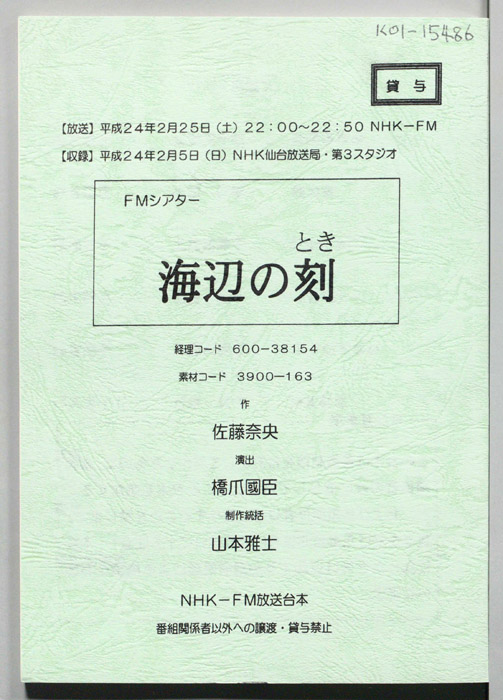 K01-15486
貸与
【放送】平成24年2月25日（土）22：00～22：50 NHK－FM
【収録】平成24年2月5日（日）NHK仙台放送局・第3スタジオ
FMシアター
とき
海辺の刻
経理コード 600－38154
素材コード 3900－163
作
佐藤奈央
演出
橋爪國臣
制作統括
山本雅士
NHK－FM放送台本
番組関係者以外への譲渡・貸与禁止